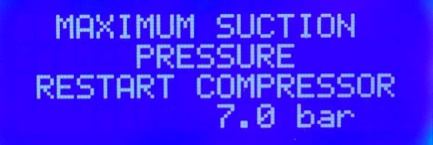 MAXIMUM SUCTION
PRESSURE
RESTART COMPRESSOR
7.0 bar